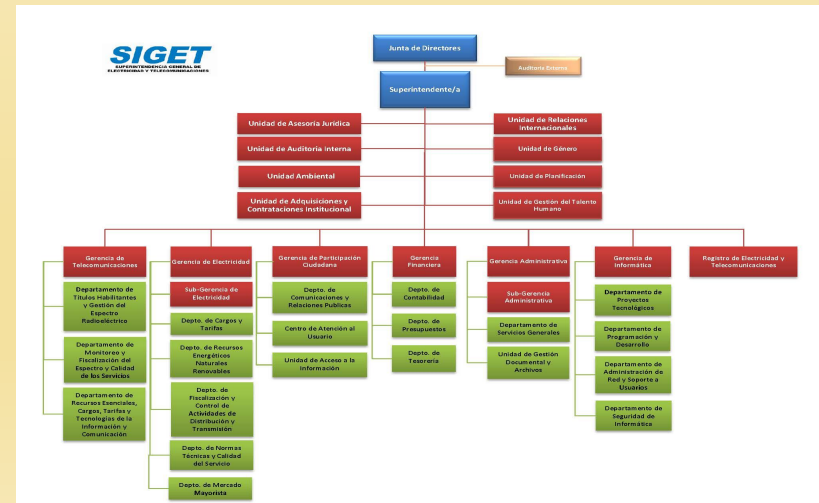 SIGET
SUPERINTENDENCIA GENERAL DE
ELECTRICIDAD Y TELECOMUNICACIONES
Junta de Directores
Auditoria Externa
Superintendente/a
Unidad de Asesoría Jurídica
Unidad de Relaciones
Internacionales
Unidad de Auditoria Interna
Unidad de Género
Unidad Ambiental
Unidad de Planificación
Unidad de Adquisiciones y
Contrataciones Institucional
Unidad de Gestión del Talento
Humano
Gerencia de
Telecomunicaciones
Departamento de
Títulos Habilitantes
y Gestión del
Espectro
Radioeléctrico
Departamento de
Monitoreo y
Fiscalización del
Espectro y Calidad
de los Servicios
Departamento de
Recursos Esenciales,
Cargos, Tarifas y
Tecnologías de la
Información y
Comunicación
Gerencia de Electricidad
Sub-Gerencia de
Electricidad
Depto. de Cargos y
Tarifas
Depto. de Recursos
Energéticos
Naturales
Renovables
Depto. de
Fiscalización y
Control de
Actividades de
Distribución y
Transmisión
Depto. de Normas
Técnicas y Calidad
del Servicio
Depto. de Mercado
Mayorista
Gerencia de Participación
Ciudadana
Depto. de
Comunicaciones y
Relaciones Publicas
Centro de Atención al
Usuario
Unidad de Acceso a la
Información
Gerencia
Financiera
Depto. de
Contabilidad
Depto. de
Presupuestos
Depto. de
Tesorería
Gerencia Administrativa
Sub-Gerencia
Administrativa
Departamento de
Servicios Generales
Unidad de Gestión
Documental y
Archivos
Gerencia de
Informática
Departamento de
Proyectos
Tecnológicos
Departamento de
Programación y
Desarrollo
Departamento de
Administración de
Red y Soporte a
Usuarios
Departamento de
Seguridad de
Informática
Registro de Electricidad y
Telecomunicaciones